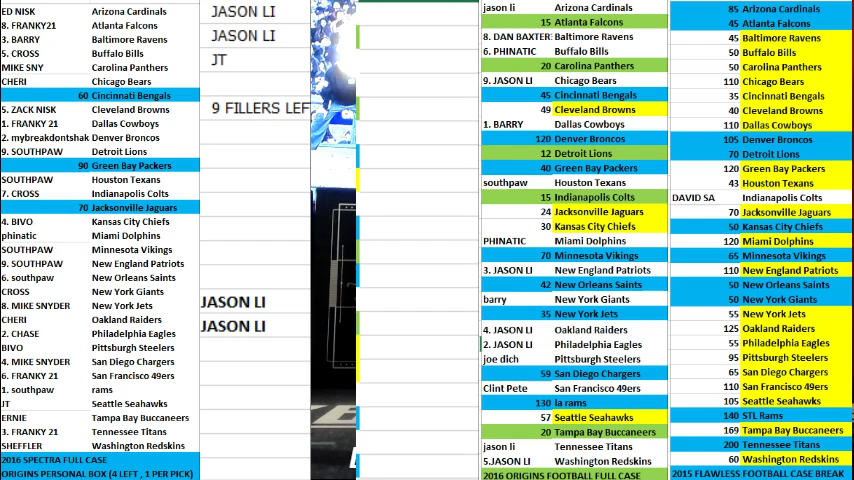 ED NISK Arizona Cardinals
8. FRANKY21 Atlanta Falcons
3. BARRY Baltimore Ravens
5. CROSS Buffalo Bills
MIKE SNY Carolina Panthers
CHERI Chicago Bears
60 Cincinnati Bengals
5. ZACK NISK Cleveland Browns
1. FRANKY 21 Dallas Cowboys
2. mybreakdontshak Denver Broncos
9. SOUTHPAW Detroit Lions
90 Green Bay Packers
SOUTHPAW Houston Texans
7. CROSS Indianapolis Colts
70 Jacksonville Jaguars
4. BIVO Kansas City Chiefs
phinatic Miami Dolphins
SOUTHPAW Minnesota Vikings
9. SOUTHPAW New England Patriots
6. southpaw New Orleans Saints
CROSS New York Giants
8. MIKE SNYDER New York Jets
CHERI Oakland Raiders
2. CHASE Philadelphia Eagles
BIVO Pittsburgh Steelers
4. MIKE SNYDER San Diego Chargers
6. FRANKY 21 San Francisco 49ers
1. southpaw rams
JT Seattle Seahawks
ERNIE Tampa Bay Buccaneers
3. FRANKY 21 Tennessee Titans
SHEFFLER Washington Redskins
2016 SPECTRA FULL CASE
ORIGINS PERSONAL BOX (4 LEFT , 1 PER PICK)
JASON LI
JASON LI
JT
9 FILLERS LEF
JASON LI
JASON LI
jason li Arizona Cardinals
15 Atlanta Falcons
8. DAN BAXTER Baltimore Ravens
6. PHINATIC Buffalo Bills
20 Carolina Panthers
9. JASON LI Chicago Bears
45 Cincinnati Bengals
49 Cleveland Browns
1. BARRY Dallas Cowboys
120 Denver Broncos
12 Detroit Lions
40 Green Bay Packers
southpaw Houston Texans
15 Indianapolis Colts
24 Jacksonville Jaguars
30 Kansas City Chiefs
PHINATIC Miami Dolphins
70 Minnesota Vikings
3. JASON LI New England Patriots
42 New Orleans Saints
barry New York Giants
35 New York Jets
4. JASON LI Oakland Raiders
2. JASON LI Philadelphia Eagles
joe dich Pittsburgh Steelers
59 San Diego Chargers
Clint Pete San Francisco 49ers
130 la rams
57 Seattle Seahawks
20 Tampa Bay Buccaneers
jason li Tennessee Titans
5.JASON LI Washington Redskins
2016 ORIGINS FOOTBALL FULL CASE
85 Arizona Cardinals
45 Atlanta Falcons
45 Baltimore Ravens
50 Buffalo Bills
50 Carolina Panthers
110 Chicago Bears
35 Cincinnati Bengals
40 Cleveland Browns
110 Dallas Cowboys
105 Denver Broncos
70 Detroit Lions
120 Green Bay Packers
43 Houston Texans
DAVID SA Indianapolis Colts
70 Jacksonville Jaguars
50 Kansas City Chiefs
120 Miami Dolphins
65 Minnesota Vikings
110 New England Patriots
50 New Orleans Saints
50 New York Giants
55 New York Jets
125 Oakland Raiders
55 Philadelphia Eagles
95 Pittsburgh Steelers
65 San Diego Chargers
110 San Francisco 49ers
105 Seattle Seahawks
140 STL Rams
169 Tampa Bay Buccaneers
200 Tennessee Titans
60 Washington Redskins
2015 FLAWLESS FOOTBALL CASE BREAK